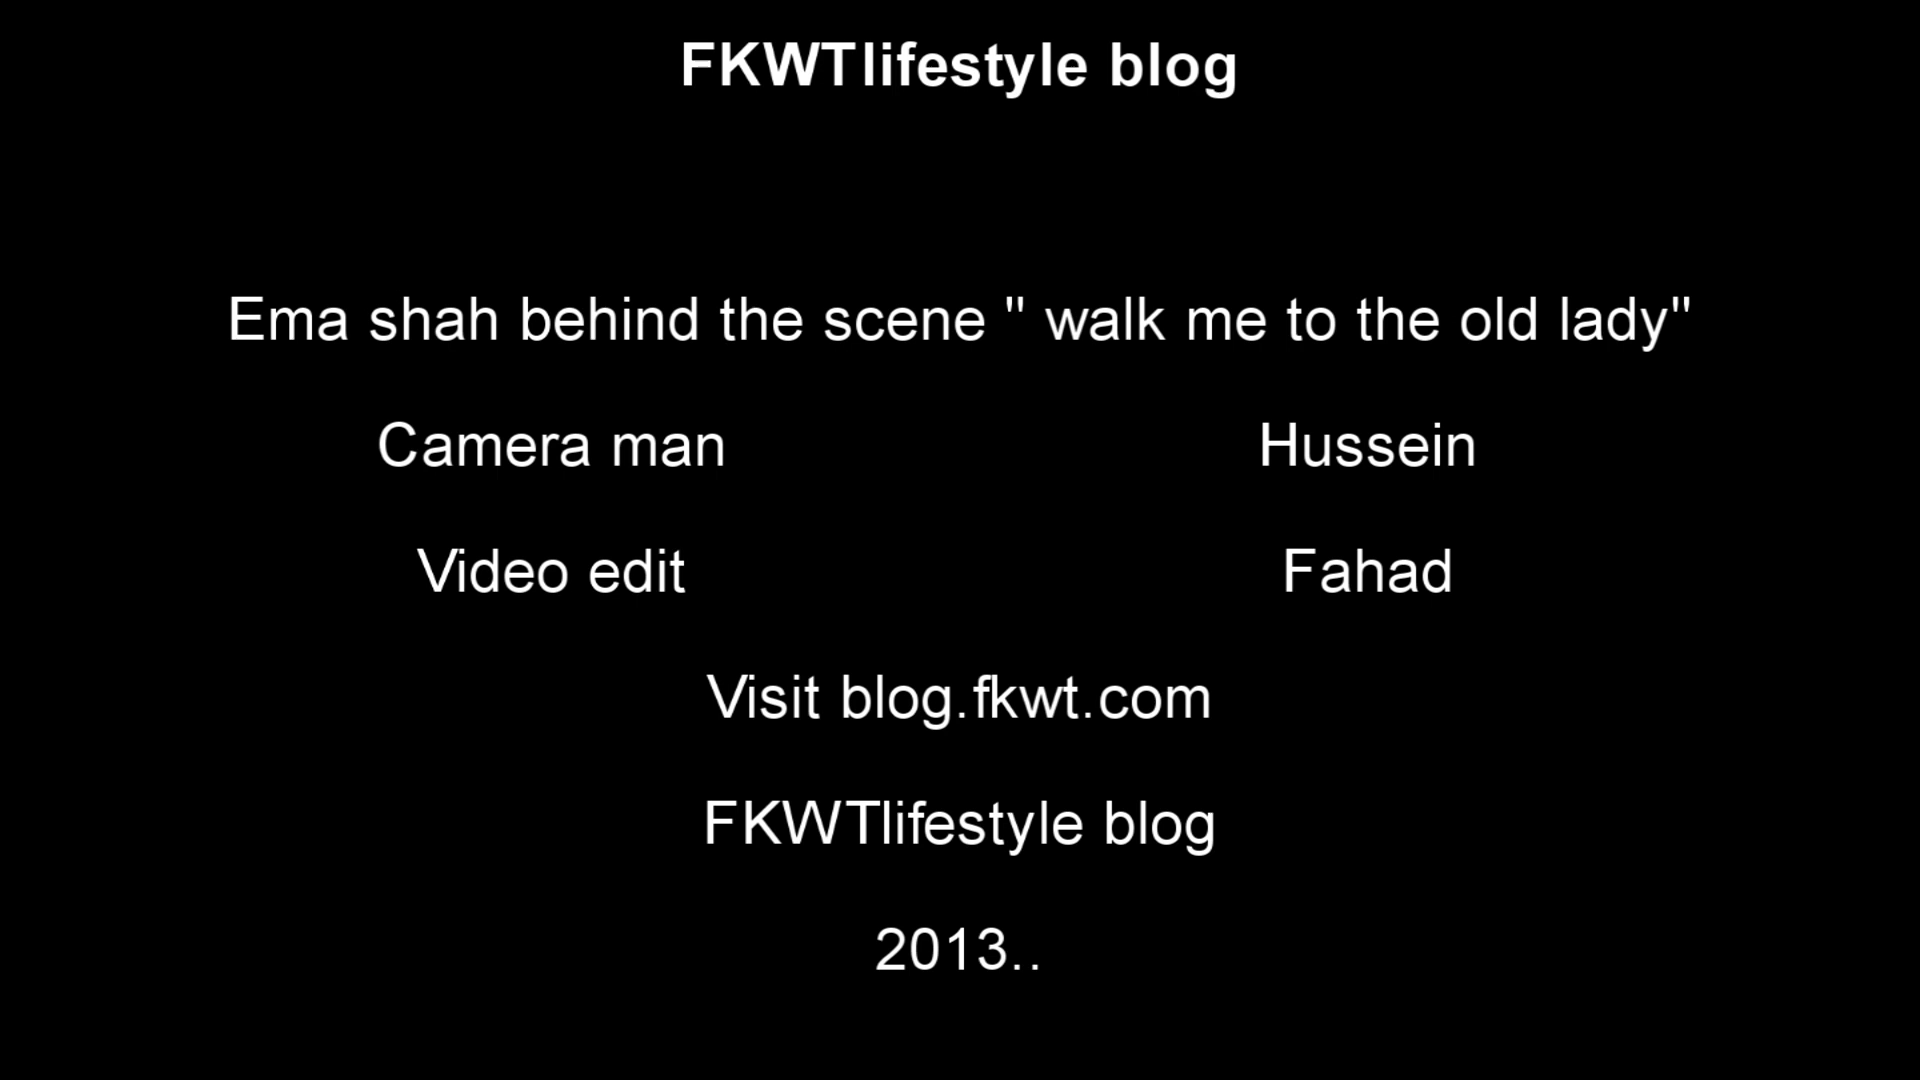 FKWTlifestyle blog
Ema shah behind the scene " walk me to the old lady"
Camera man Hussein
Video edit Fahad
Visit blog.fkwt.com
FKWTlifestyle blog
2013..